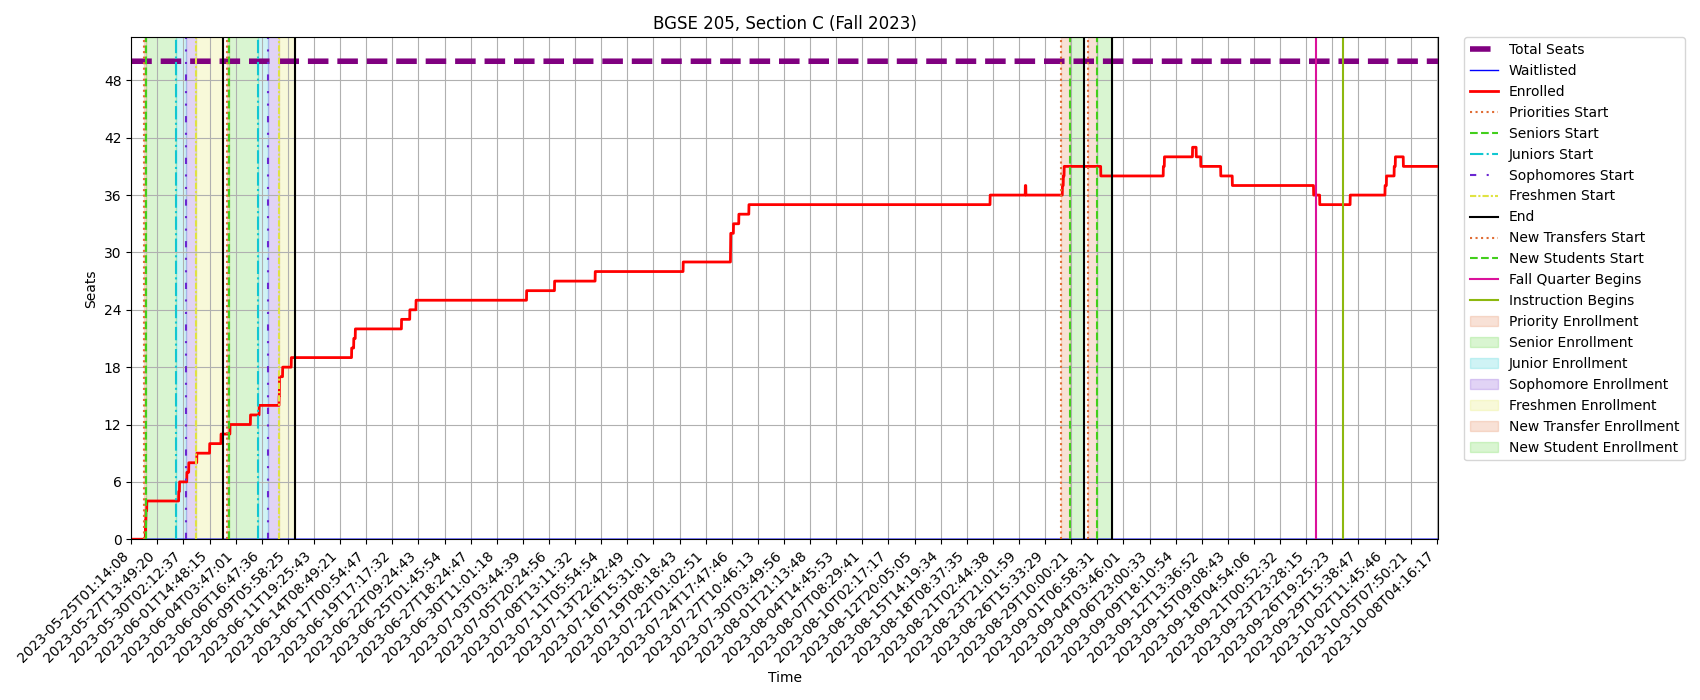 BGSE 205, Section C (Fall 2023)
Seats
48
42
36
30
24
18
12
6
0
2023-05-25T01:14:08
2023-05-27T13:49:20
2023-05-30T02:12:37
2023-06-01T14:48:15
2023-06-04T03:47:01
2023-06-06T16:47:36
2023-06-09T05:58:25
2023-06-11T19:25:43
2023-06-14T08:49:21
2023-06-17T00:54:47
2023-06-19T17:17:32
2023-06-22T09:24:43
2023-06-25T01:45:54
2023-06-27T18:24:47
2023-06-30T11:01:18
2023-07-03T03:44:39
2023-07-05T20:24:56
2023-07-08T13:11:32
2023-07-11T05:54:54
2023-07-13T22:42:49
2023-07-16T15:31:01
2023-07-19T08:18:43
2023-07-22T01:02:51
2023-07-24T17:47:46
2023-07-27T10:46:13
2023-07-30T03:49:56
2023-08-01T21:13:48
2023-08-04T14:45:53
2023-08-07T08:29:41
2023-08-10T02:17:17
2023-08-12T20:05:05
2023-08-15T14:19:34
2023-08-18T08:37:35
2023-08-21T02:44:38
2023-08-23T21:01:59
2023-08-26T15:33:29
2023-08-29T10:00:21
2023-09-01T06:58:31
2023-09-04T03:46:01
2023-09-06T23:00:33
2023-09-09T18:10:54
2023-09-12T13:36:52
2023-09-15T09:08:43
2023-09-18T04:54:06
2023-09-21T00:52:32
2023-09-23T23:28:15
2023-09-26T19:25:23
2023-09-29T15:38:47
2023-10-02T11:45:46
2023-10-05T07:50:21
2023-10-08T04:16:17
Time
Total Seats
Waitlisted
Enrolled
Priorities Start
Seniors Start
Juniors Start
Sophomores Start
Freshmen Start
End
New Transfers Start
New Students Start
Fall Quarter Begins
Instruction Begins
Priority Enrollment
Senior Enrollment
Junior Enrollment
Sophomore Enrollment
Freshmen Enrollment
New Transfer Enrollment
New Student Enrollment